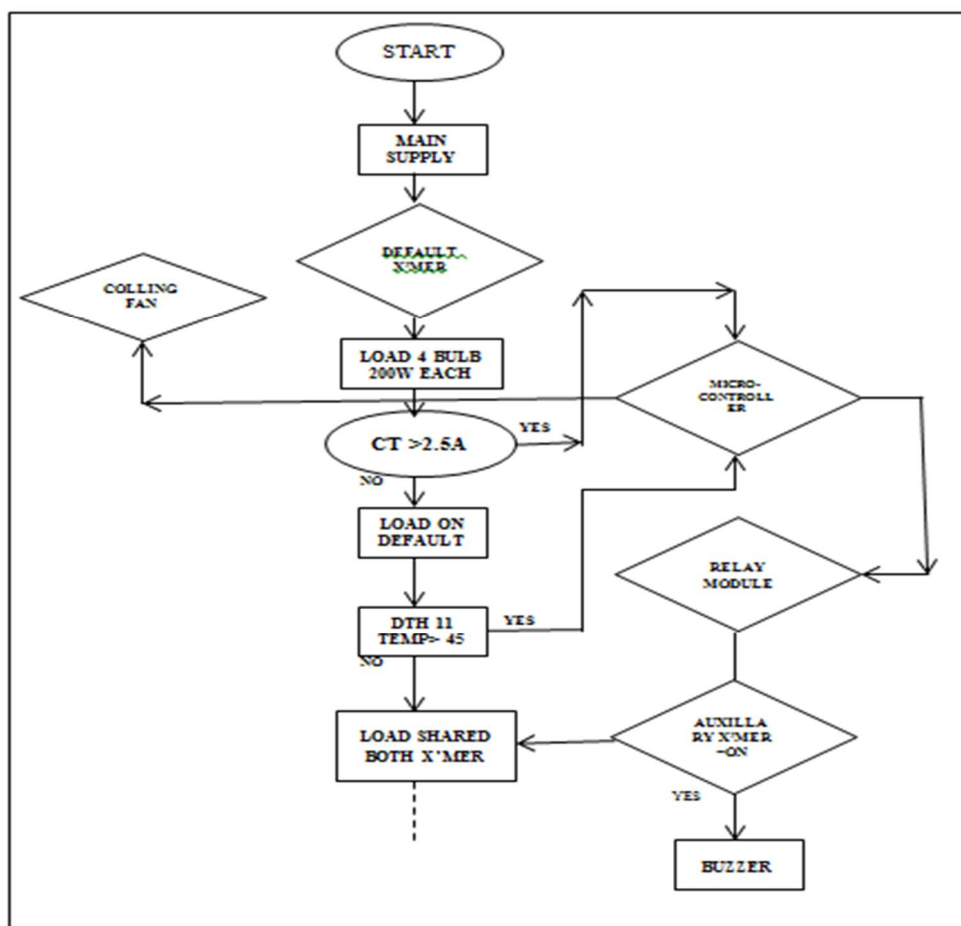 START
MAIN
SUPPLY
DEFAULT
X'MER
COLLING
FAN
LOAD 4 BULB
200W EACH
MICRO-
CONTROLL
ER
CT >2.5A
YES
NO
LOAD ON
DEFAULT
RELAY
MODULE
DTH 11
TEMP> 45
YES
NO
LOAD SHARED
BOTH X'MER
AUXILLA
RY X'MER
=ON
YES
BUZZER